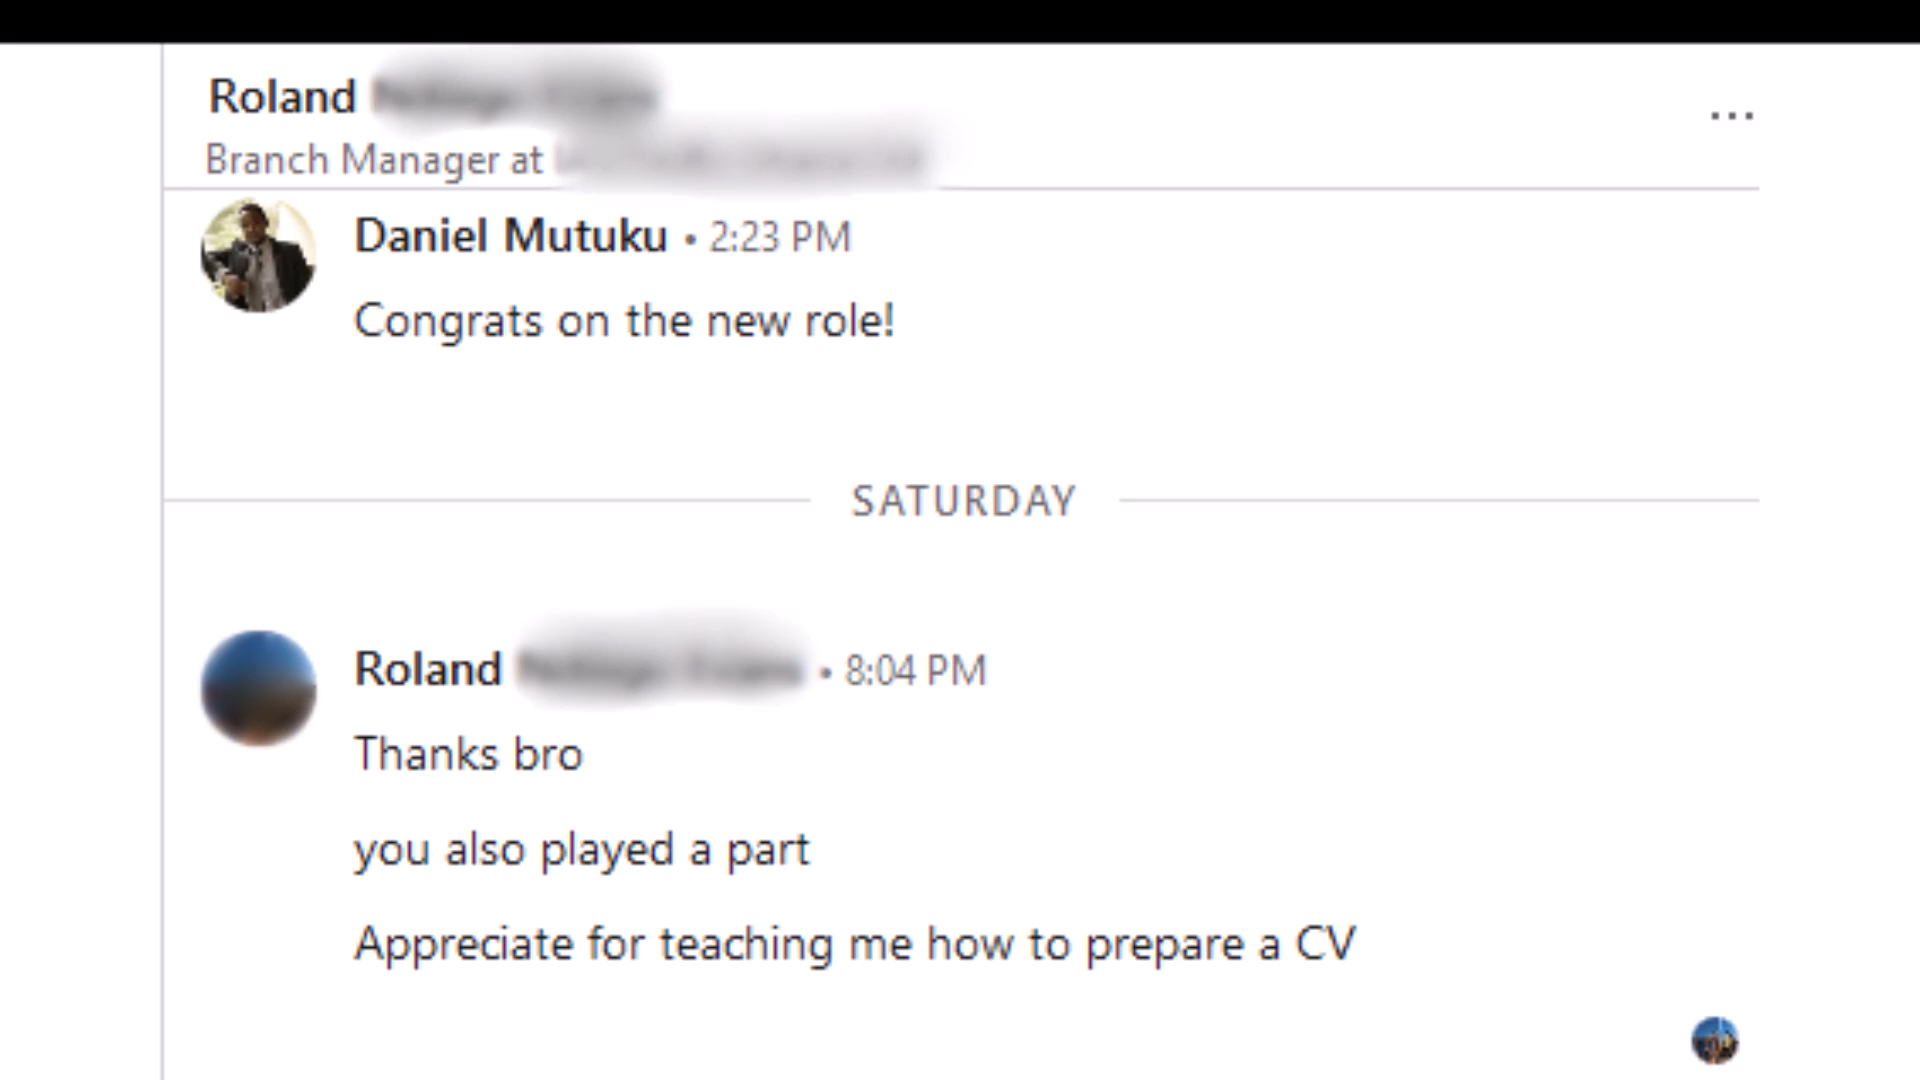 Roland
Branch Manager at
...
Daniel Mutuku • 2:23 PM
Congrats on the new role!
SATURDAY
Roland • 8:04 PM
Thanks bro
you also played a part
Appreciate for teaching me how to prepare a CV